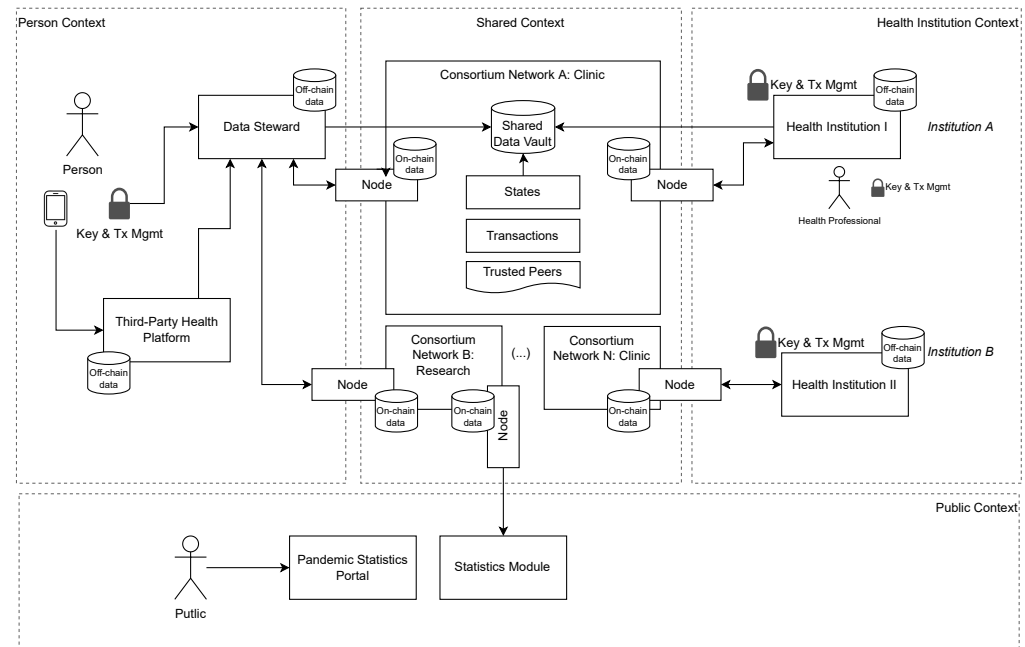 Person Context
Shared Context
Health Institution Context
Consortium Network A: Clinic
Off-chain
data
Data Steward
Person
Key & Tx Mgmt
Shared
Data Vault
On-chain
data
Node
States
Transactions
Trusted Peers
On-chain
data
Node
Key & Tx Mgmt
Off-chain
data
Health Institution I
Institution A
Key & Tx Mgmt
Health Professional
Third-Party Health
Platform
Off-chain
data
Consortium
Network B:
Research
(...)
Consortium
Network N: Clinic
Node
On-chain
data
On-chain
data
Node
Node
On-chain
data
Key & Tx Mgmt
Off-chain
data
Institution B
Health Institution II
Public Context
Putlic
Pandemic Statistics
Portal
Statistics Module